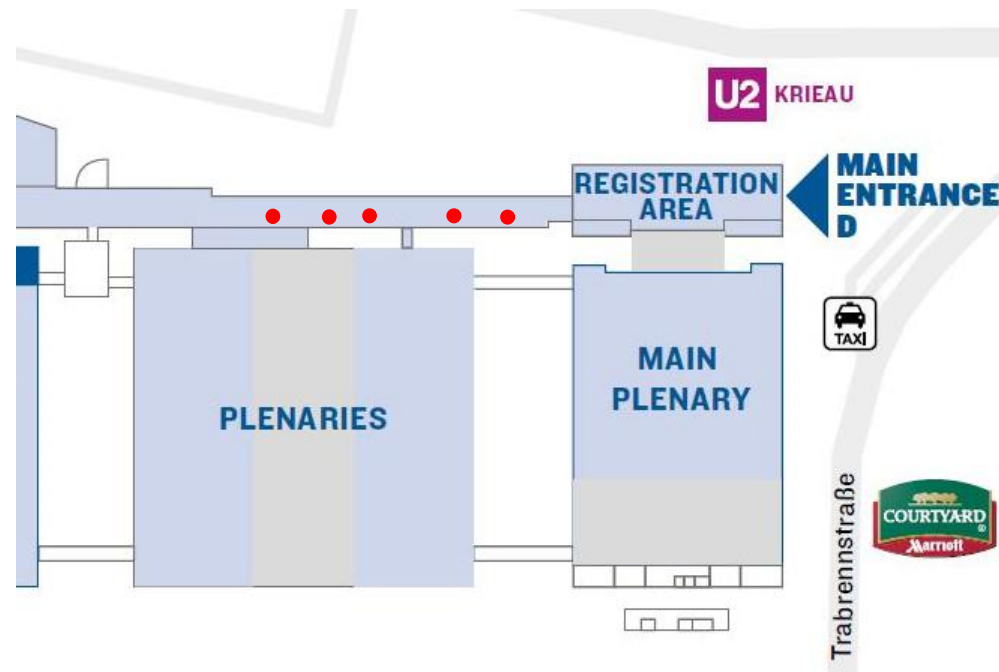 U2 KRIEAU
MAIN
ENTRANCE
D
REGISTRATION
AREA
TAXI
MAIN
PLENARY
PLENARIES
COURTYARD
Marriott
Trabrennstraße